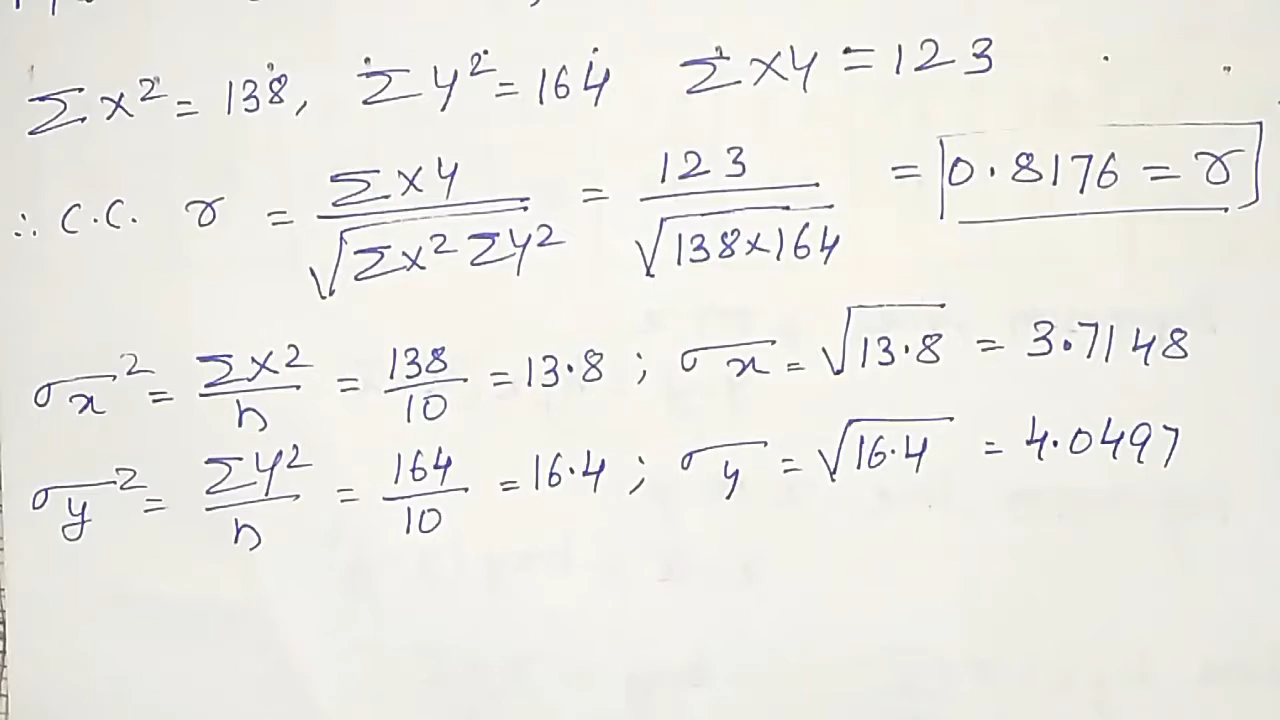 Σx² = 138, Σy² = 164 Σxy = 123
∴ C.C. r = Σxy / √Σx² Σy² = 123 / √138×164 = 0.8176 = r
σx² = Σx² / n = 138 / 10 = 13.8 ; σx = √13.8 = 3.7148
σy² = Σy² / n = 164 / 10 = 16.4 ; σy = √16.4 = 4.0497